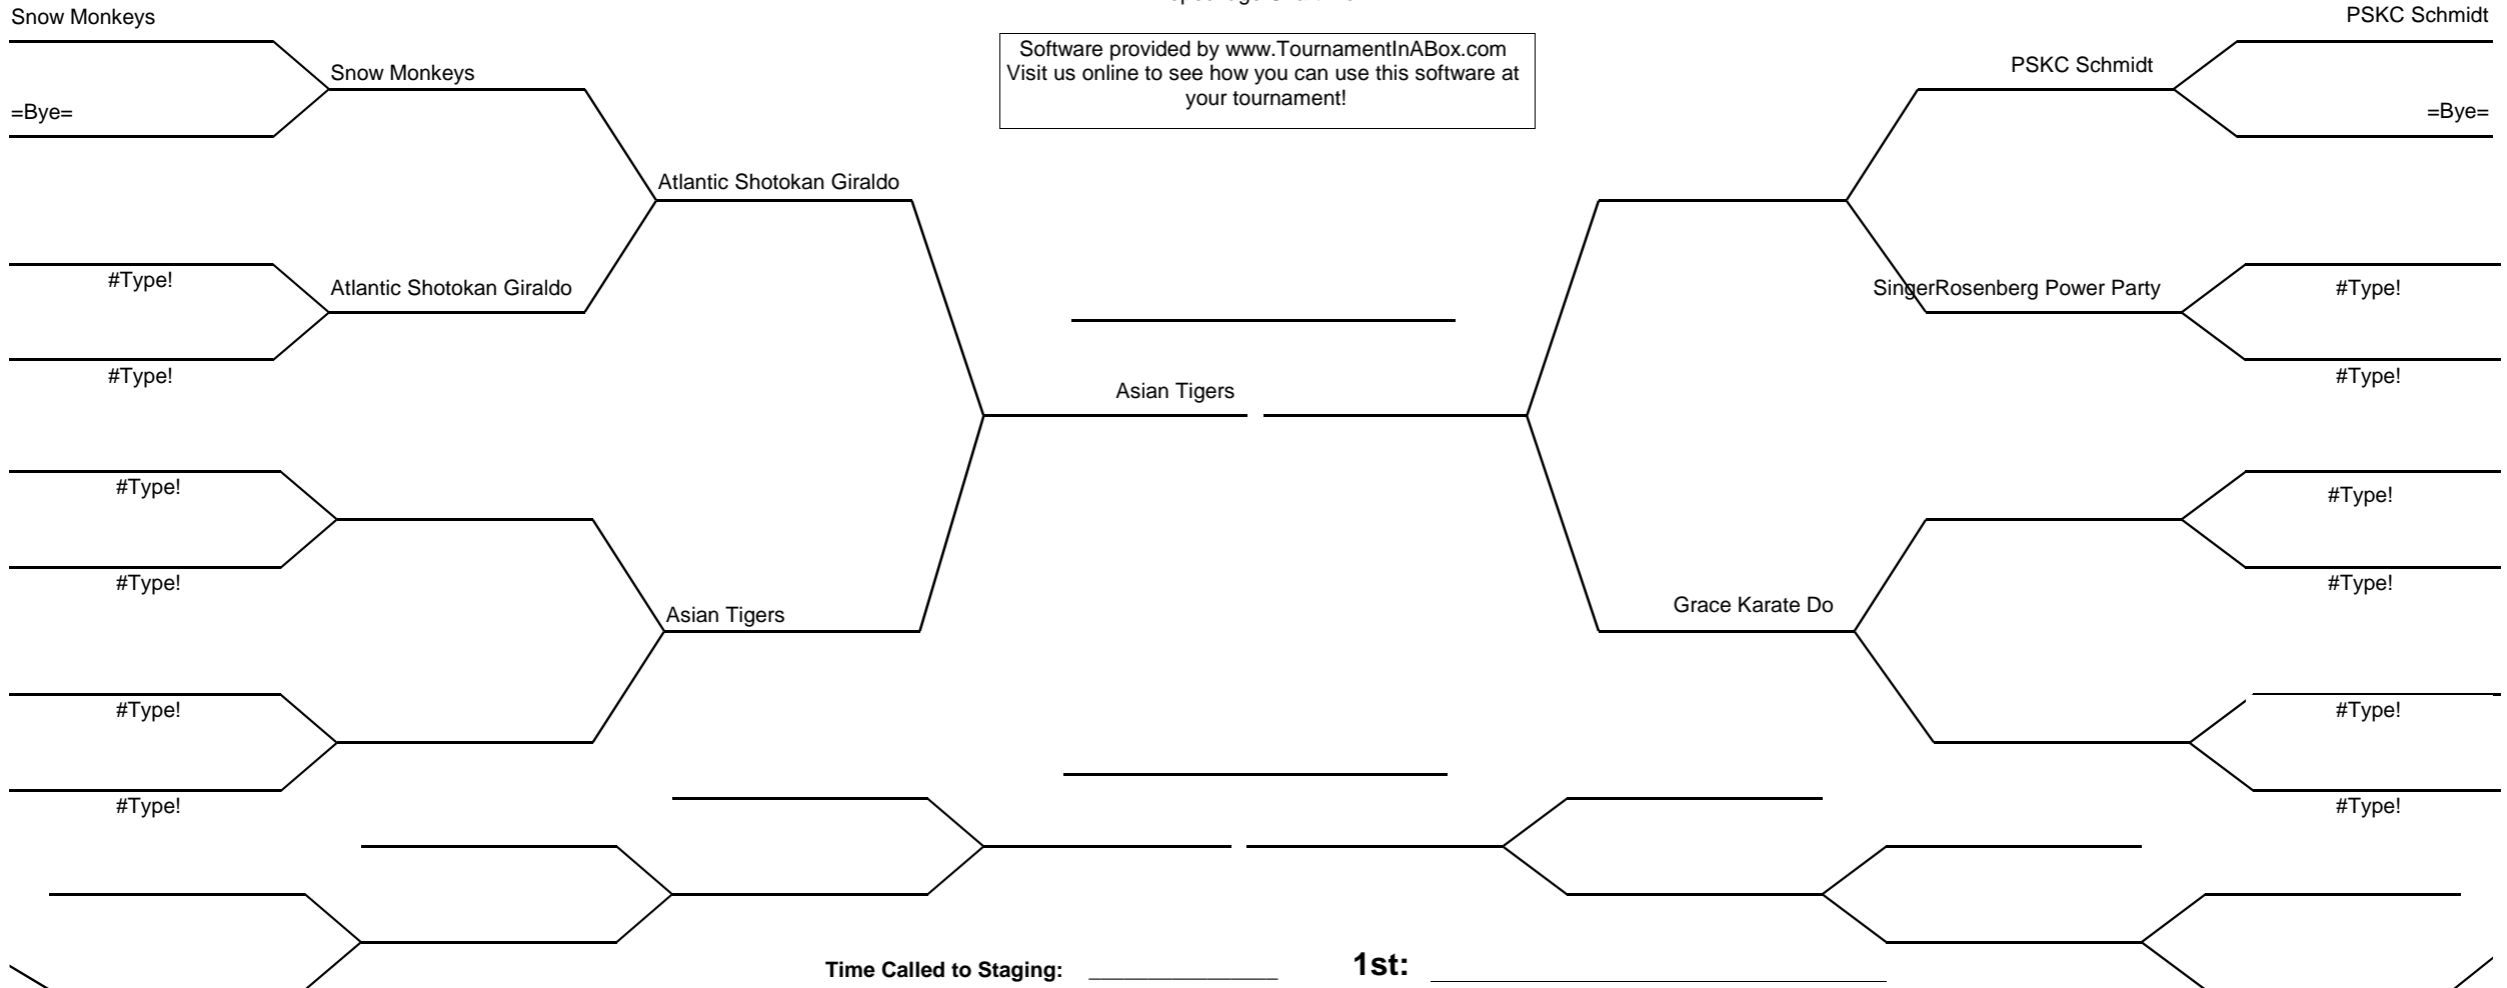 Snow Monkeys
PSKC Schmidt
Software provided by www.TournamentInABox.com
Visit us online to see how you can use this software at
your tournament!
Snow Monkeys
PSKC Schmidt
=Bye=
=Bye=
Atlantic Shotokan Giraldo
#Type!
Atlantic Shotokan Giraldo
SingerRosenberg Power Party
#Type!
#Type!
#Type!
Asian Tigers
#Type!
#Type!
#Type!
#Type!
Asian Tigers
Grace Karate Do
#Type!
#Type!
#Type!
#Type!
Time Called to Staging: ________________
1st: ________________